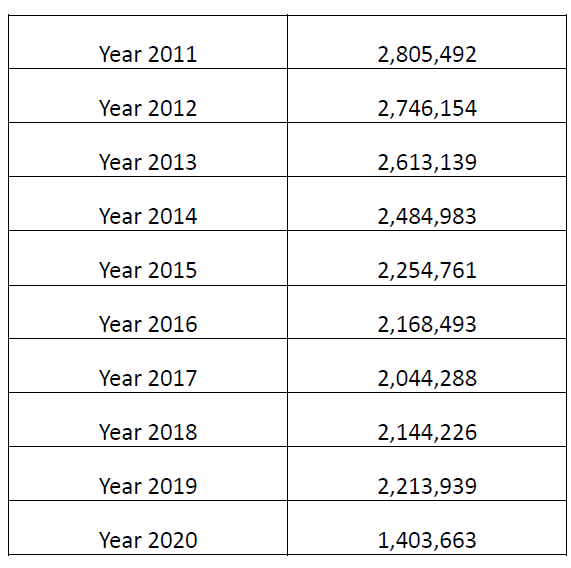 Year 2011 2,805,492
Year 2012 2,746,154
Year 2013 2,613,139
Year 2014 2,484,983
Year 2015 2,254,761
Year 2016 2,168,493
Year 2017 2,044,288
Year 2018 2,144,226
Year 2019 2,213,939
Year 2020 1,403,663